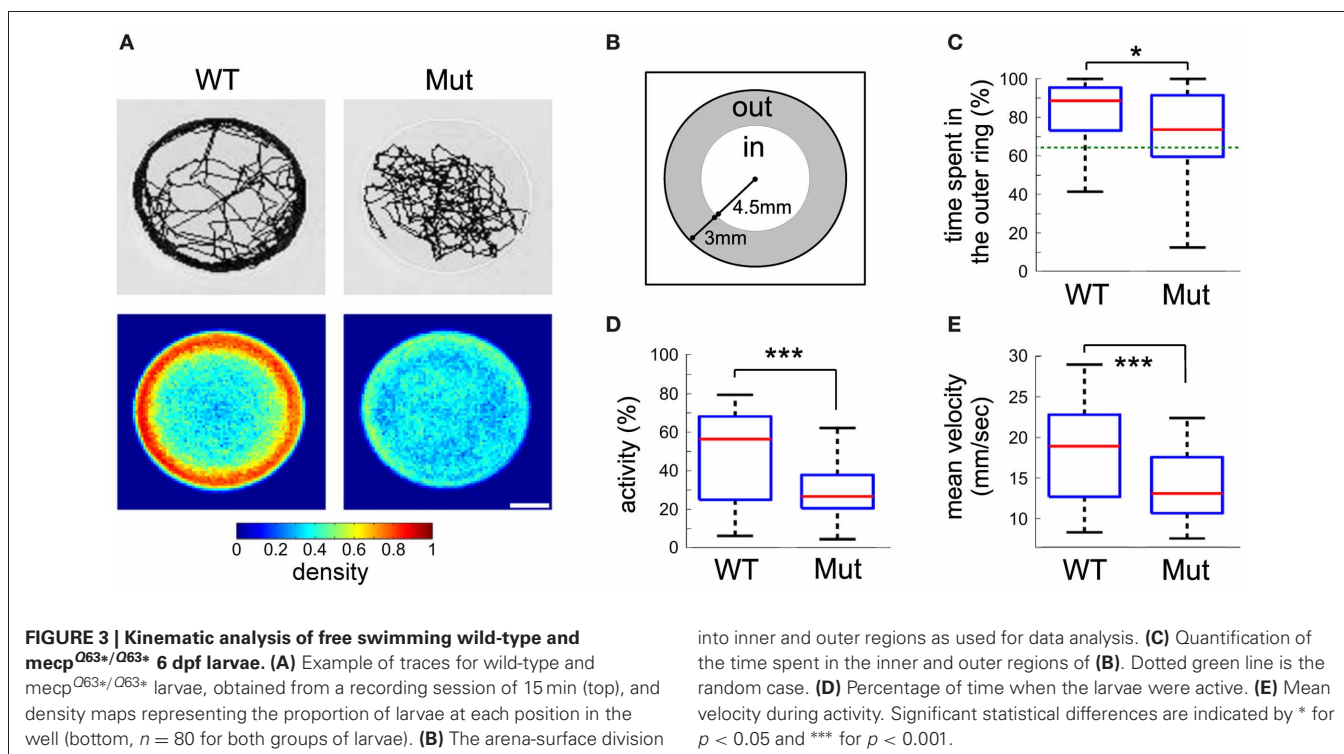 A
WT
Mut
0 0.2 0.4 0.6 0.8 1
density
B
out
in
4.5mm
3mm
C
*
time spent in
the outer ring (%)
100
80
60
40
20
0
WT Mut
D
***
activity (%)
100
80
60
40
20
0
WT Mut
E
***
mean velocity
(mm/sec)
30
25
20
15
10
WT Mut
FIGURE 3 | Kinematic analysis of free swimming wild-type and
mecp^Q63*/Q63* 6 dpf larvae. (A) Example of traces for wild-type and
mecp^Q63*/Q63* larvae, obtained from a recording session of 15 min (top), and
density maps representing the proportion of larvae at each position in the
well (bottom, n = 80 for both groups of larvae). (B) The arena-surface division
into inner and outer regions as used for data analysis. (C) Quantification of
the time spent in the inner and outer regions of (B). Dotted green line is the
random case. (D) Percentage of time when the larvae were active. (E) Mean
velocity during activity. Significant statistical differences are indicated by * for
p < 0.05 and *** for p < 0.001.